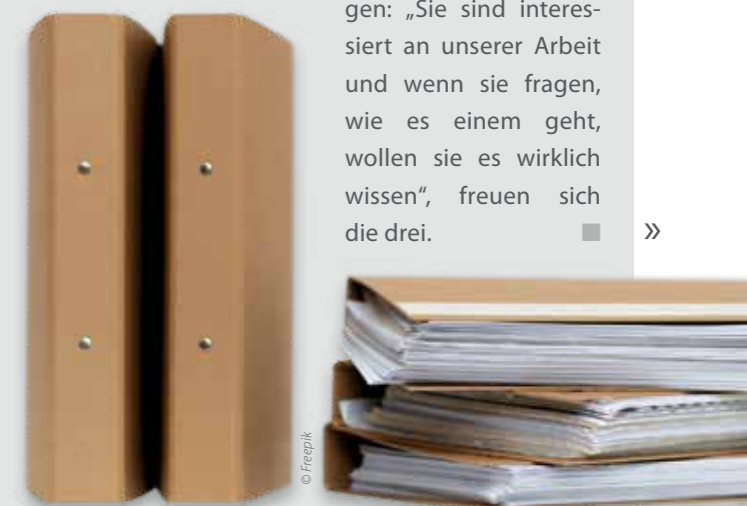 gen: „Sie sind interes-
siert an unserer Arbeit
und wenn sie fragen,
wie es einem geht,
wollen sie es wirklich
wissen“, freuen sich
die drei. ■
»
© Freepik